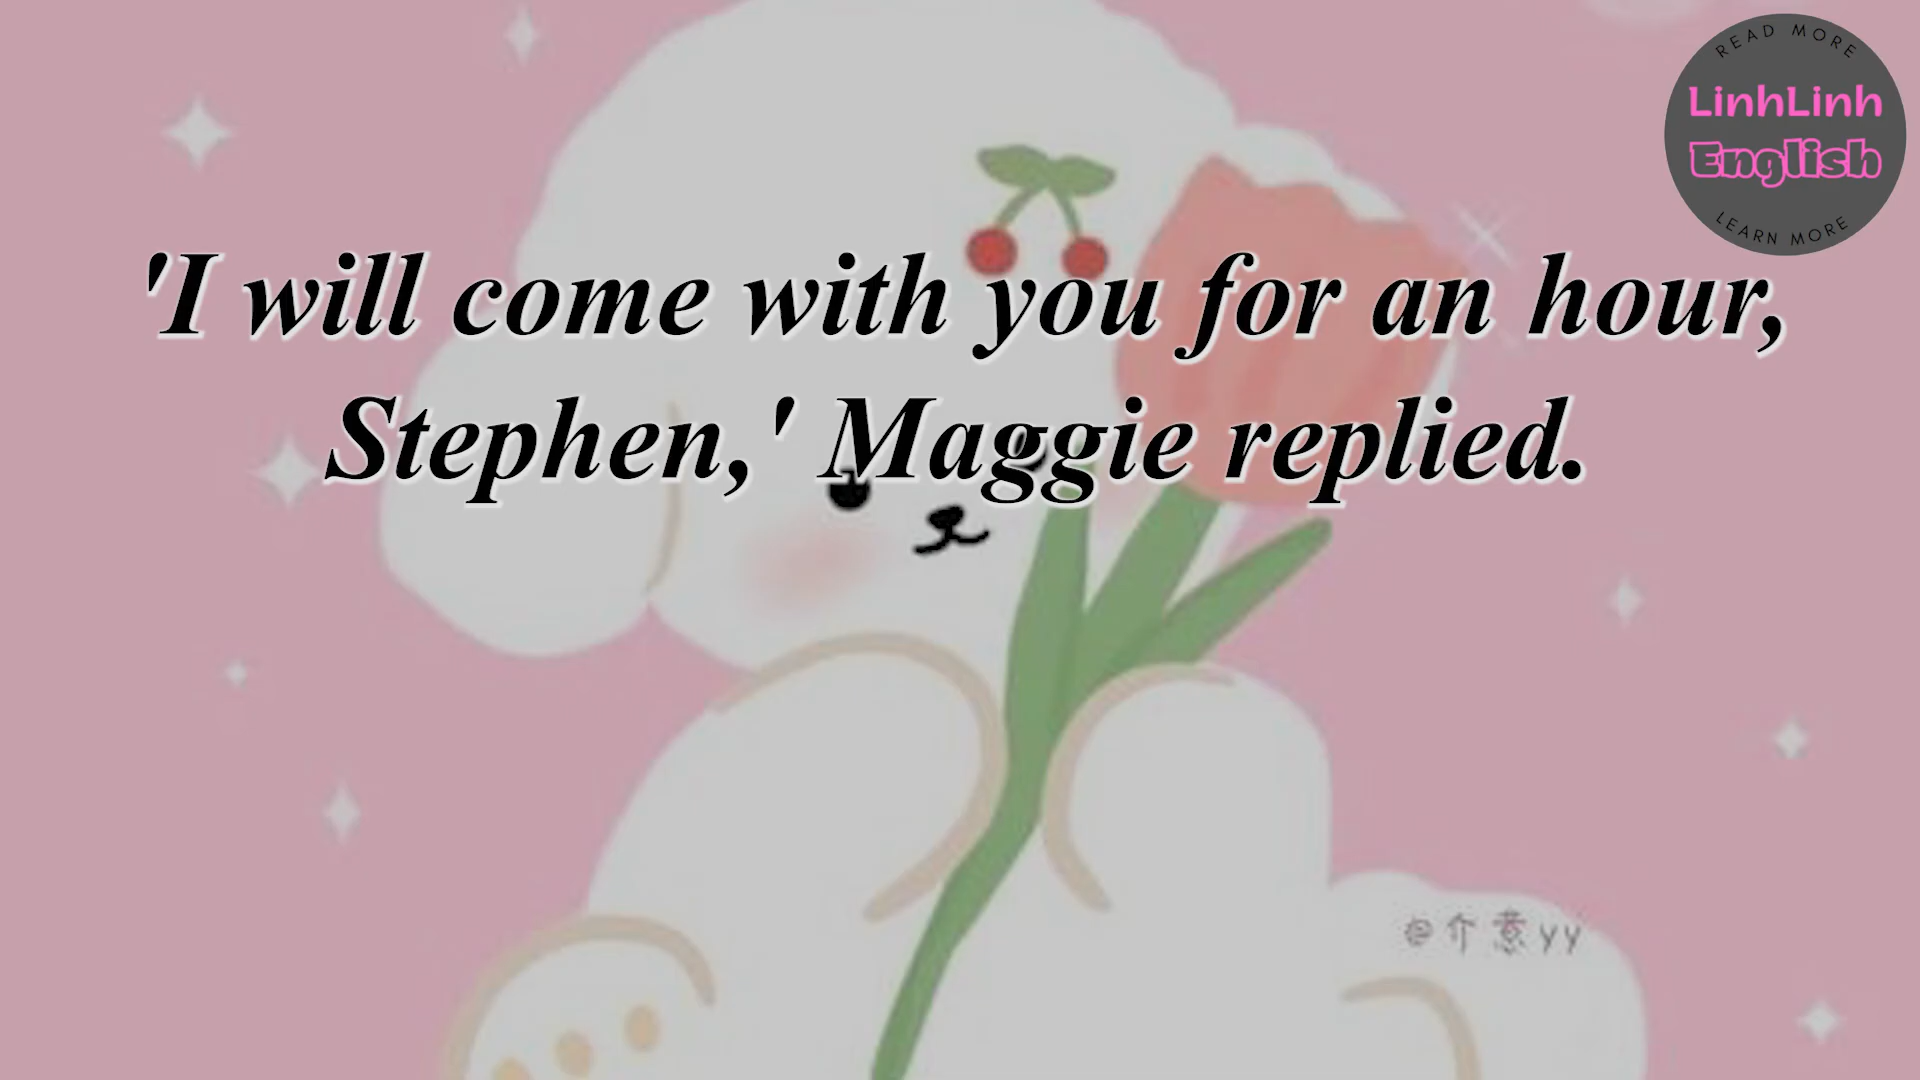 READ MORE
LinhLinh
English
LEARN MORE
'I will come with you for an hour,
Stephen,' Maggie replied.
@介意yy